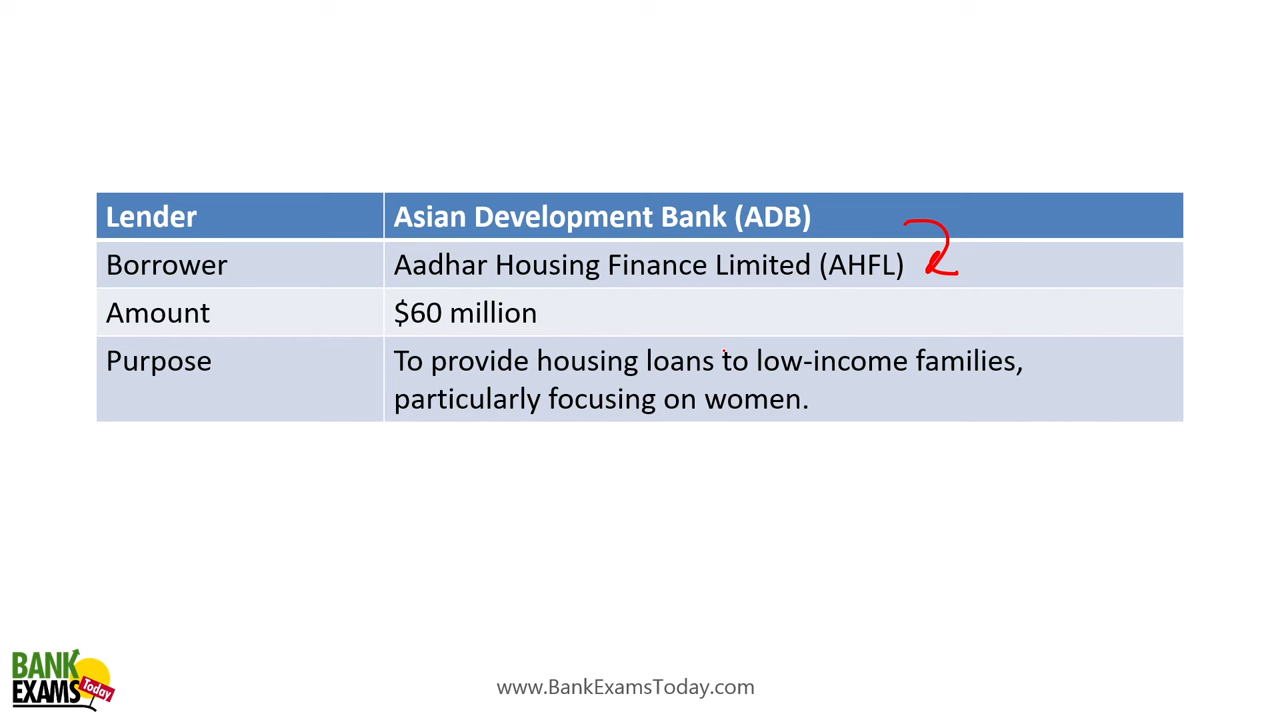 Lender Asian Development Bank (ADB)
Borrower Aadhar Housing Finance Limited (AHFL)
Amount $60 million
Purpose To provide housing loans to low-income families,
particularly focusing on women.
BANK
EXAMS Today
www.BankExamsToday.com